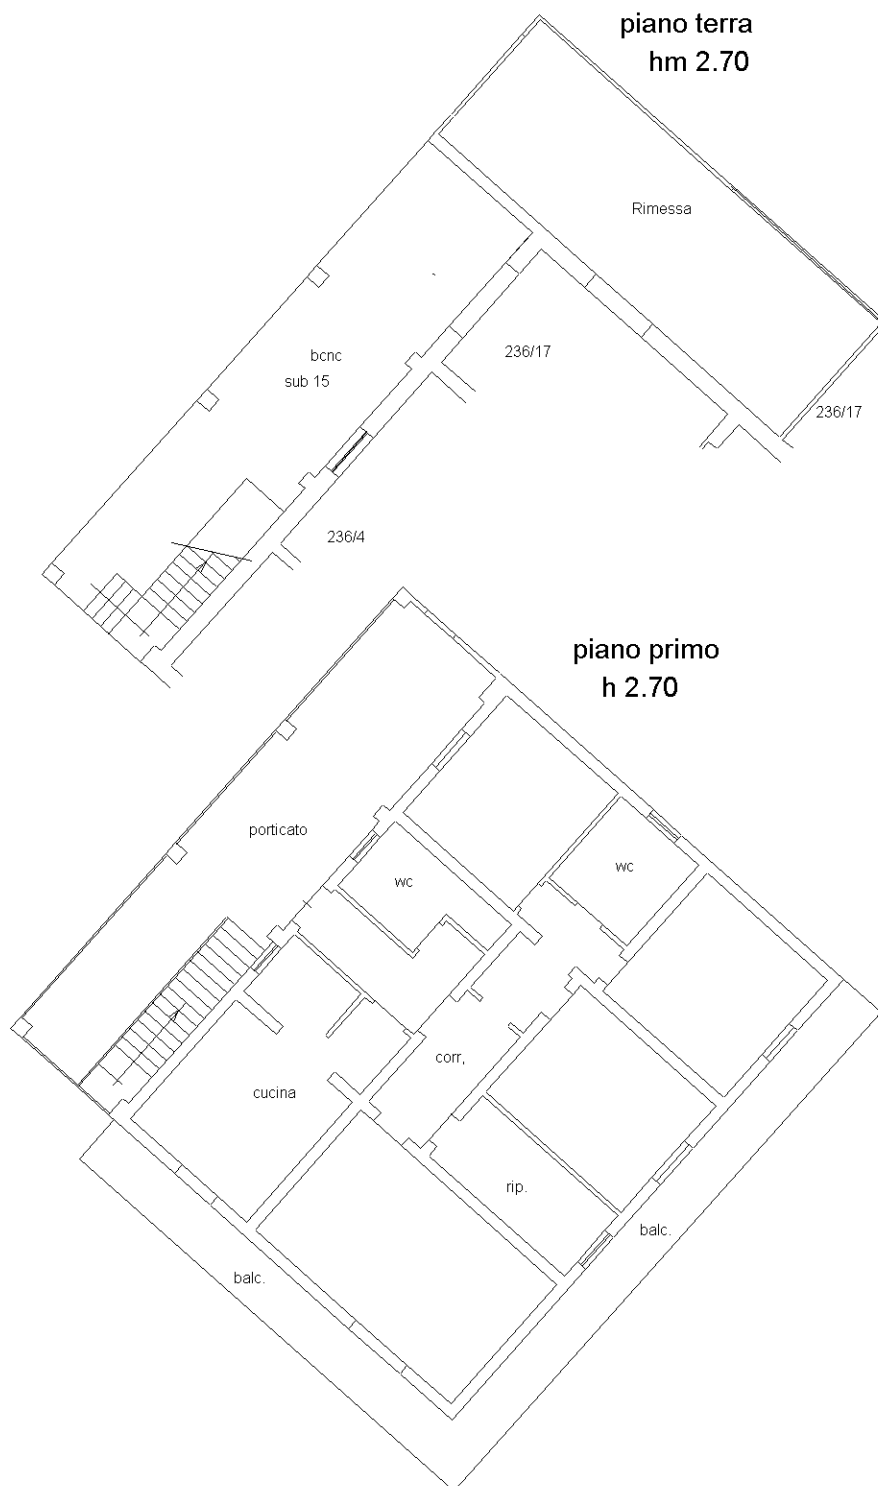 piano terra
hm 2.70
Rimessa
bcnc
sub 15
236/17
236/17
236/4
piano primo
h 2.70
porticato
wc
wc
corr,
cucina
rip.
balc.
balc.